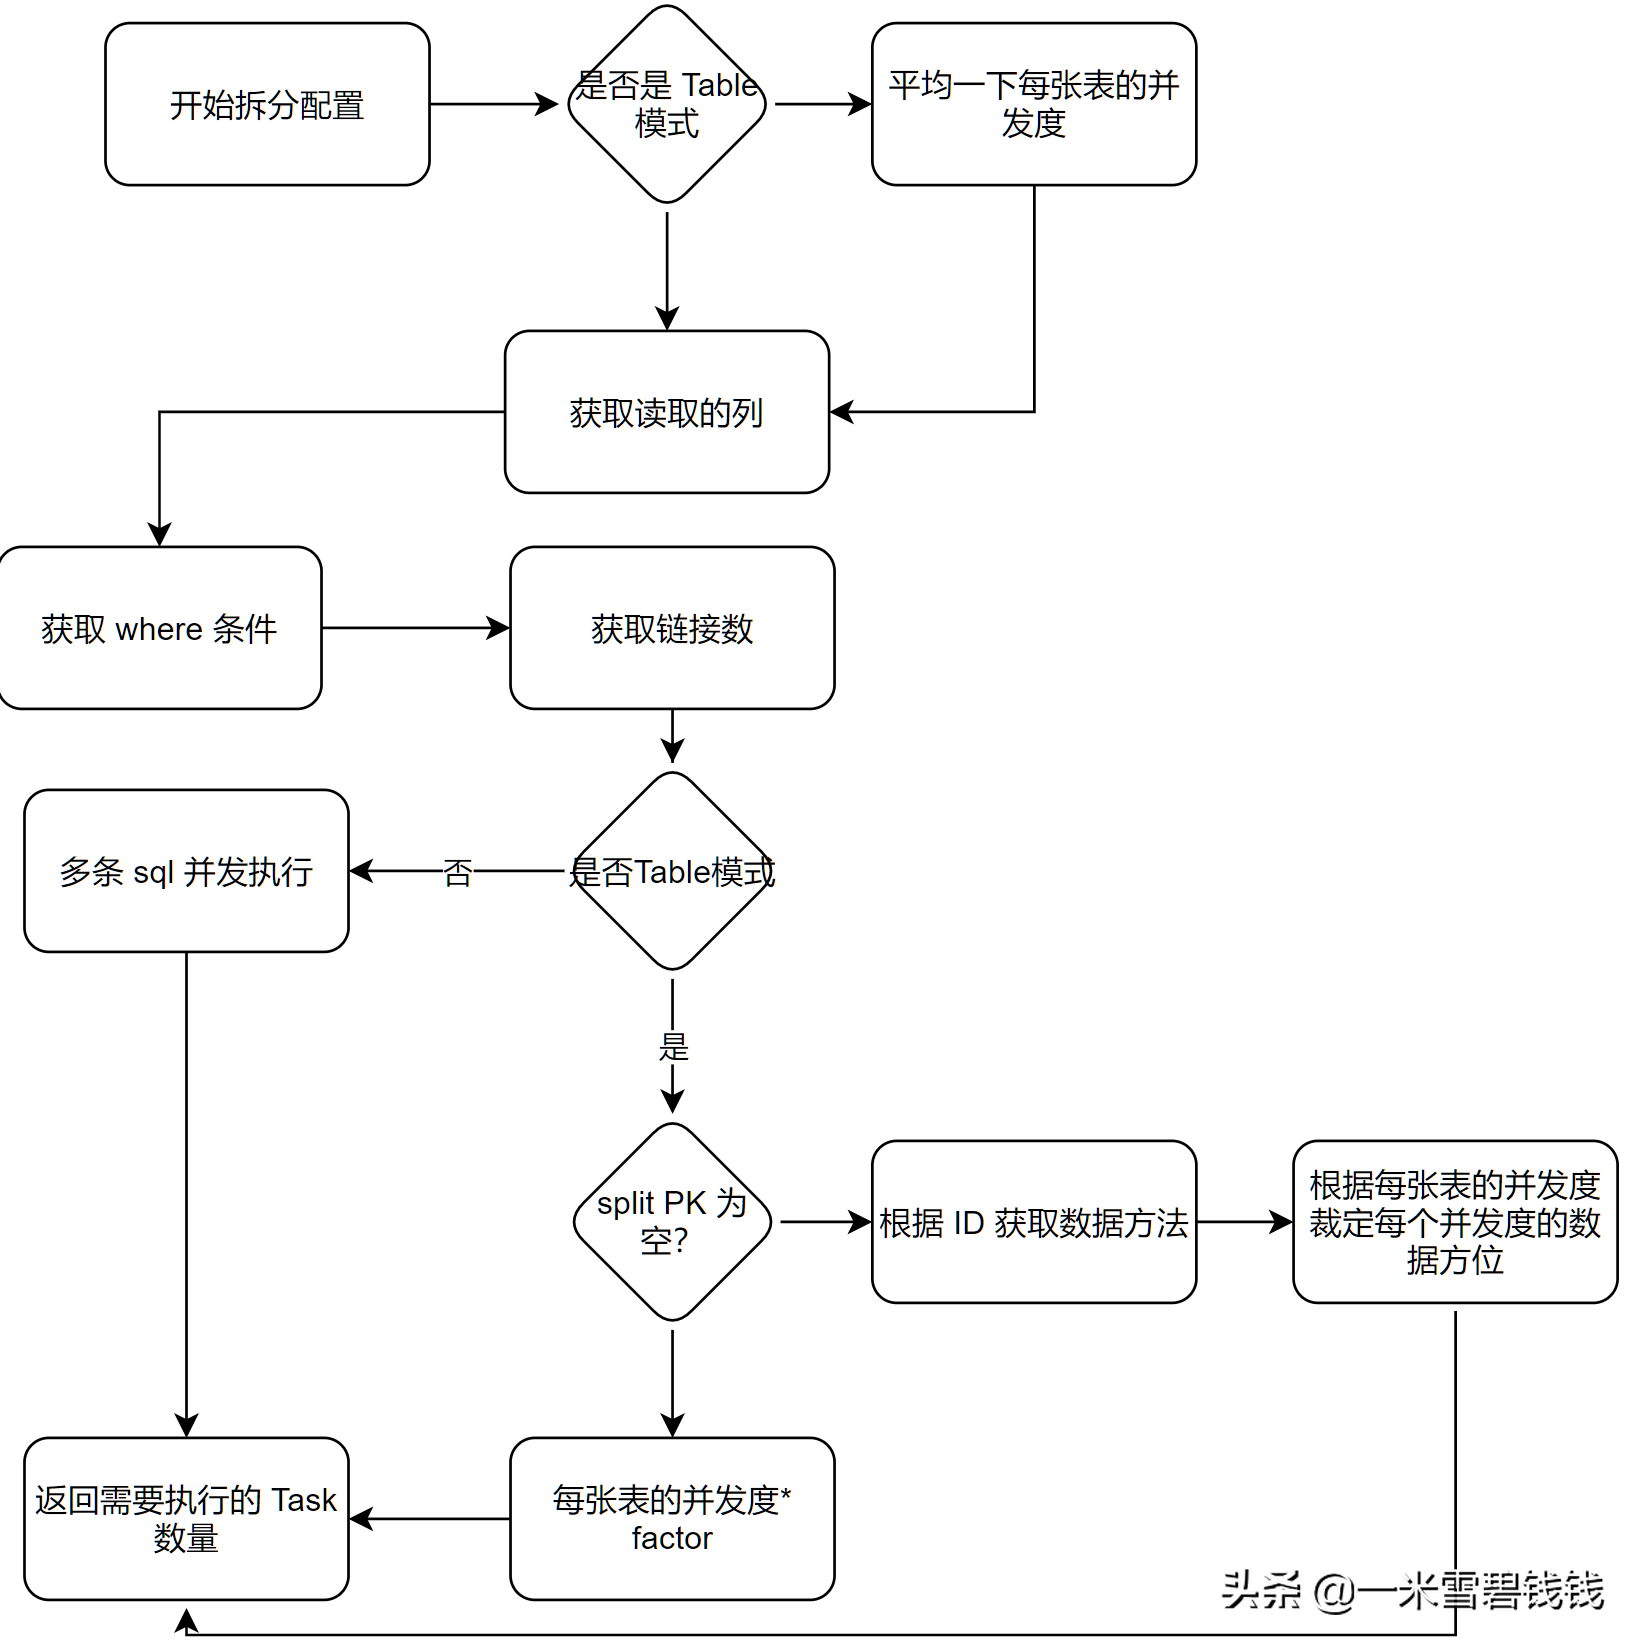 开始拆分配置
是否是 Table
模式
平均一下每张表的并
发度
获取读取的列
获取 where 条件
获取链接数
多条 sql 并发执行
否
是否Table模式
是
split PK 为
空？
根据 ID 获取数据方法
根据每张表的并发度
裁定每个并发度的数
据方位
返回需要执行的 Task
数量
每张表的并发度*
factor
头条 @一米雪碧钱钱